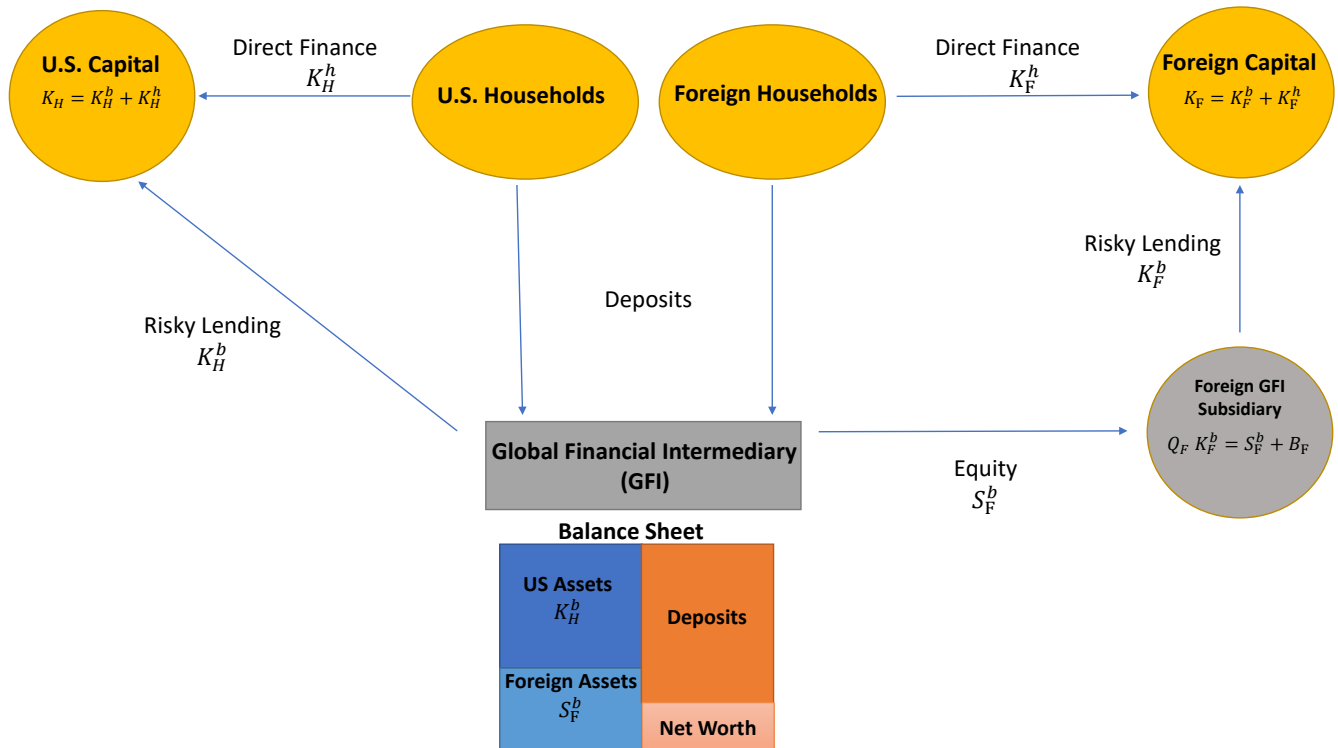 U.S. Capital
$K_H = K_H^b + K_H^h$
Direct Finance
$K_H^h$
U.S. Households
Foreign Households
Direct Finance
$K_F^h$
Foreign Capital
$K_F = K_F^b + K_F^h$
Risky Lending
$K_H^b$
Deposits
Risky Lending
$K_F^b$
Global Financial Intermediary
(GFI)
Equity
$S_F^b$
Foreign GFI
Subsidiary
$Q_F \, K_F^b = S_F^b + B_F$
Balance Sheet
US Assets
$K_H^b$
Foreign Assets
$S_F^b$
Deposits
Net Worth